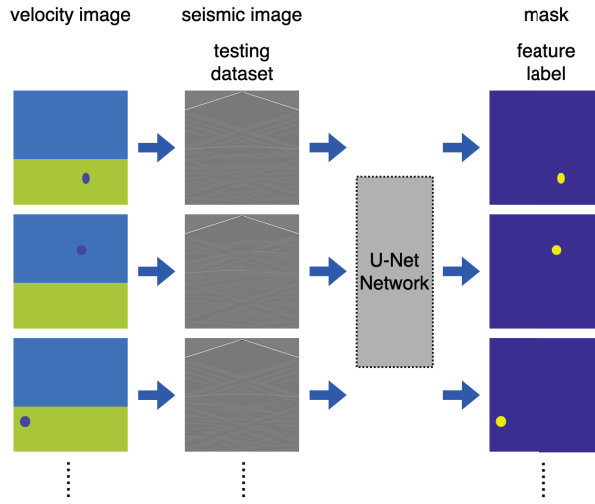 velocity image
seismic image
mask
testing
dataset
feature
label
U-Net
Network